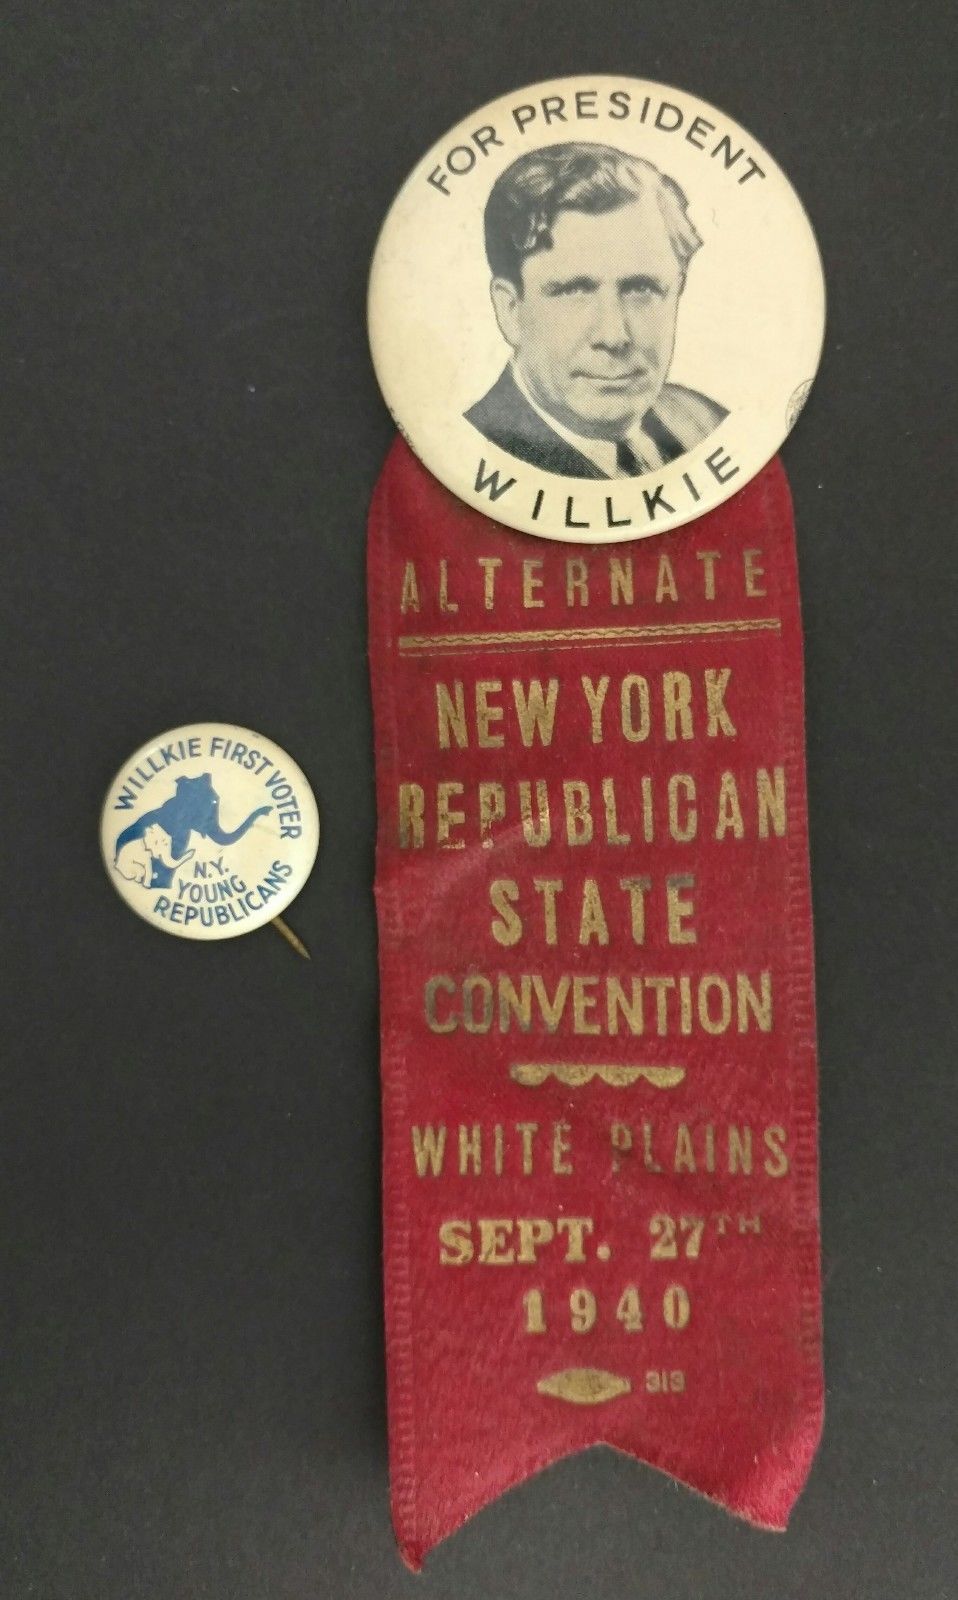 FOR PRESIDENT
WILLKIE
ALTERNATE
NEW YORK
REPUBLICAN
STATE
CONVENTION
WHITE PLAINS
SEPT. 27TH
1940
313
WILLKIE FIRST VOTER
N.Y.
YOUNG
REPUBLICANS